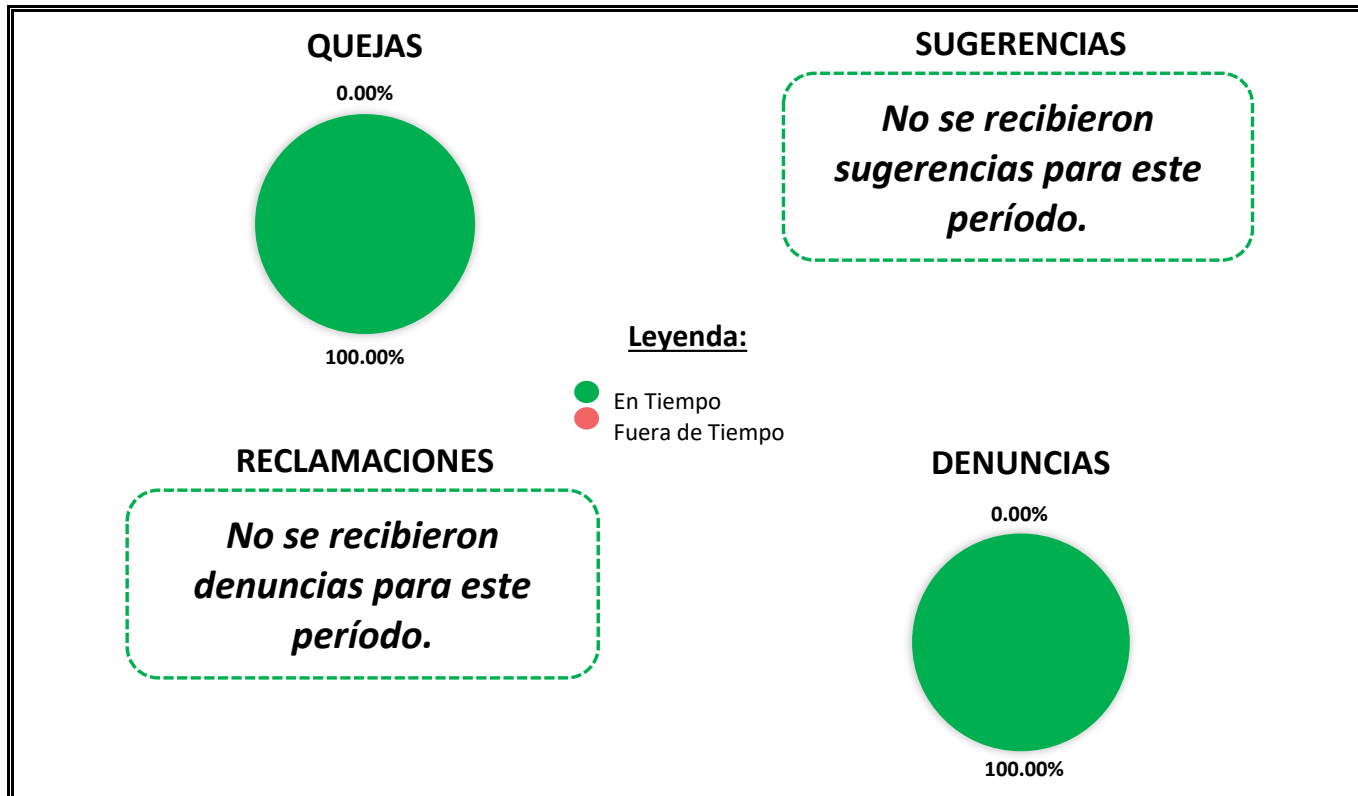 QUEJAS
0.00%
100.00%
SUGERENCIAS
No se recibieron
sugerencias para este
período.
Leyenda:
En Tiempo
Fuera de Tiempo
RECLAMACIONES
No se recibieron
denuncias para este
período.
DENUNCIAS
0.00%
100.00%